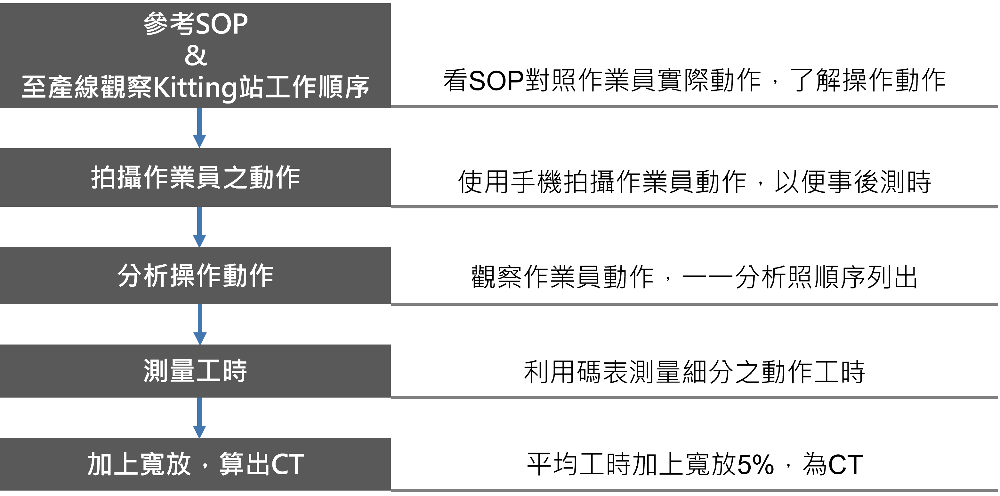 參考SOP
&
至產線觀察Kitting站工作順序
看SOP對照作業員實際動作，了解操作動作
拍攝作業員之動作
使用手機拍攝作業員動作，以便事後測時
分析操作動作
觀察作業員動作，一一分析照順序列出
測量工時
利用碼表測量細分之動作工時
加上寬放，算出CT
平均工時加上寬放5%，為CT